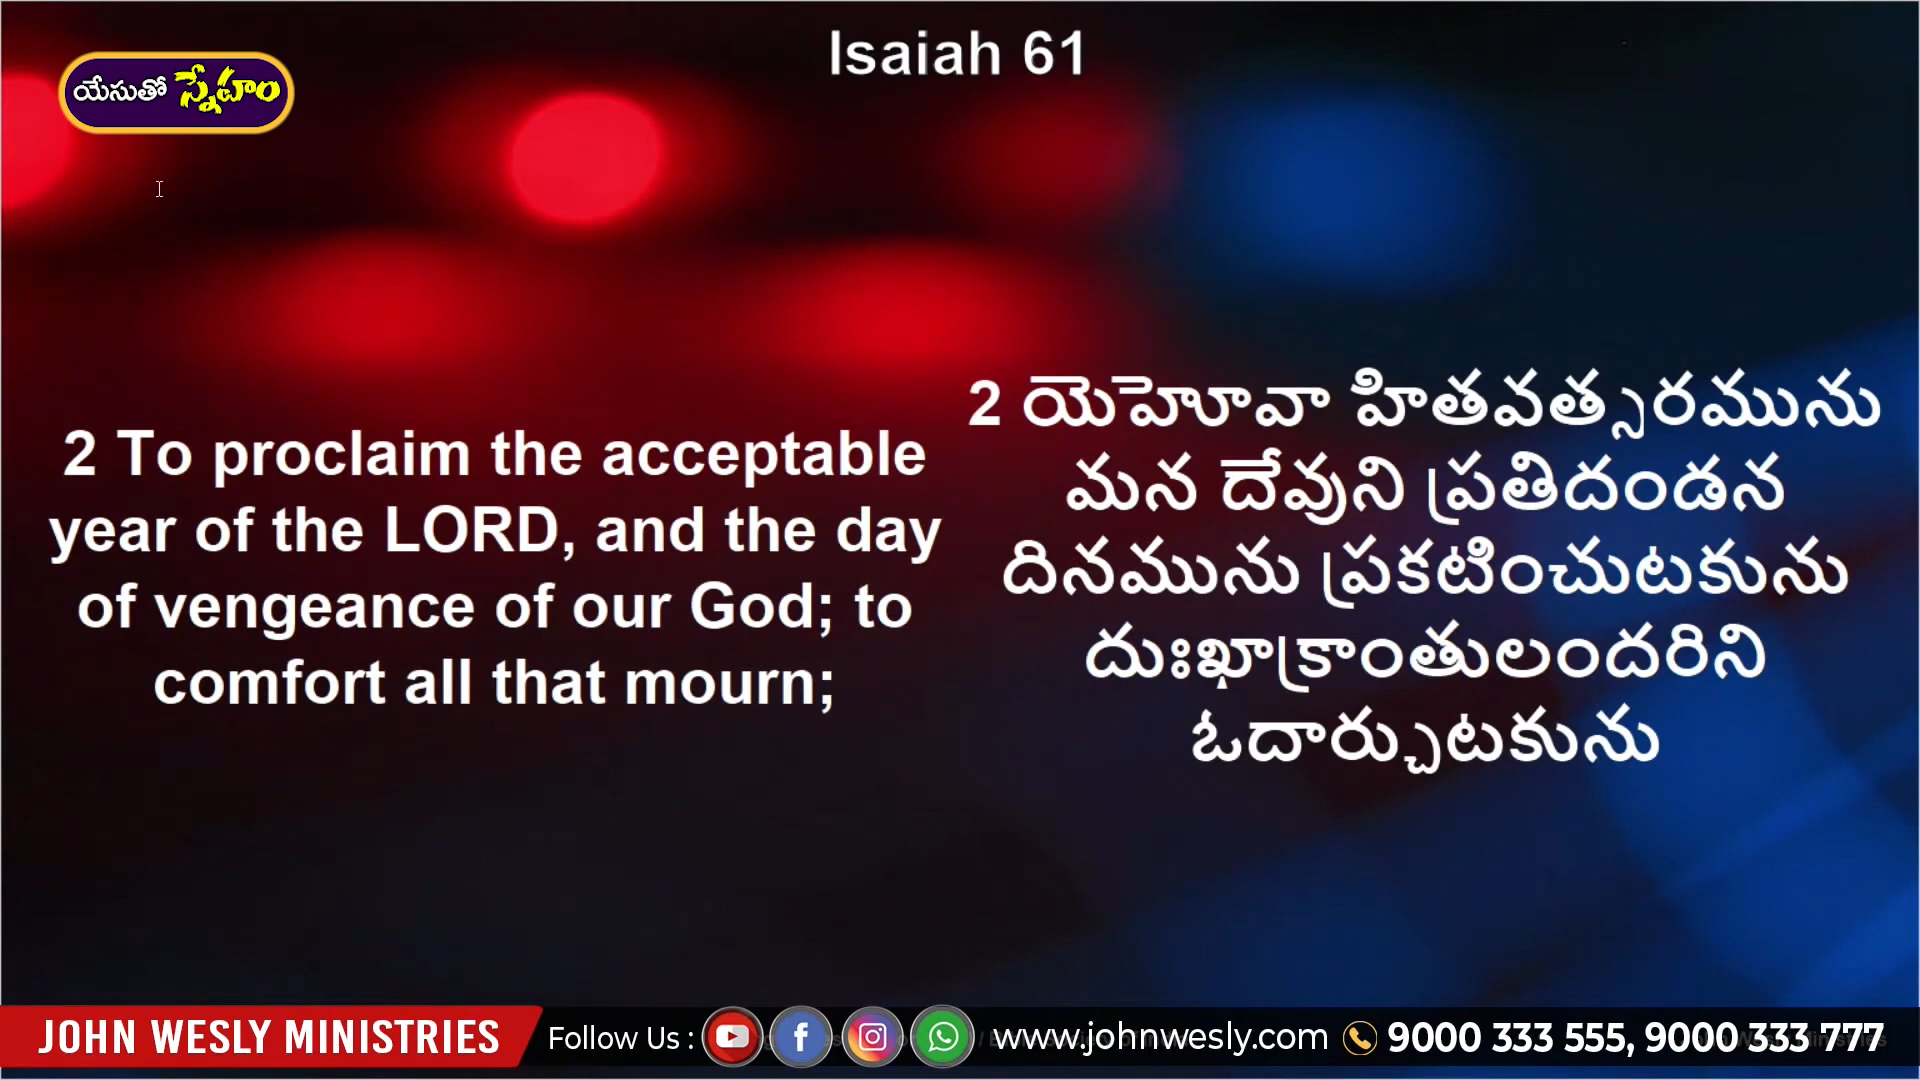 Isaiah 61
యేసుతో స్నేహం
2 To proclaim the acceptable
year of the LORD, and the day
of vengeance of our God; to
comfort all that mourn;
2 యెహోవా హితవత్సరమును
మన దేవుని ప్రతిదండన
దినమును ప్రకటించుటకును
దుఃఖాక్రాంతులందరిని
ఓదార్చుటకును
JOHN WESLY MINISTRIES Follow Us : www.johnwesly.com 9000 333 555, 9000 333 777